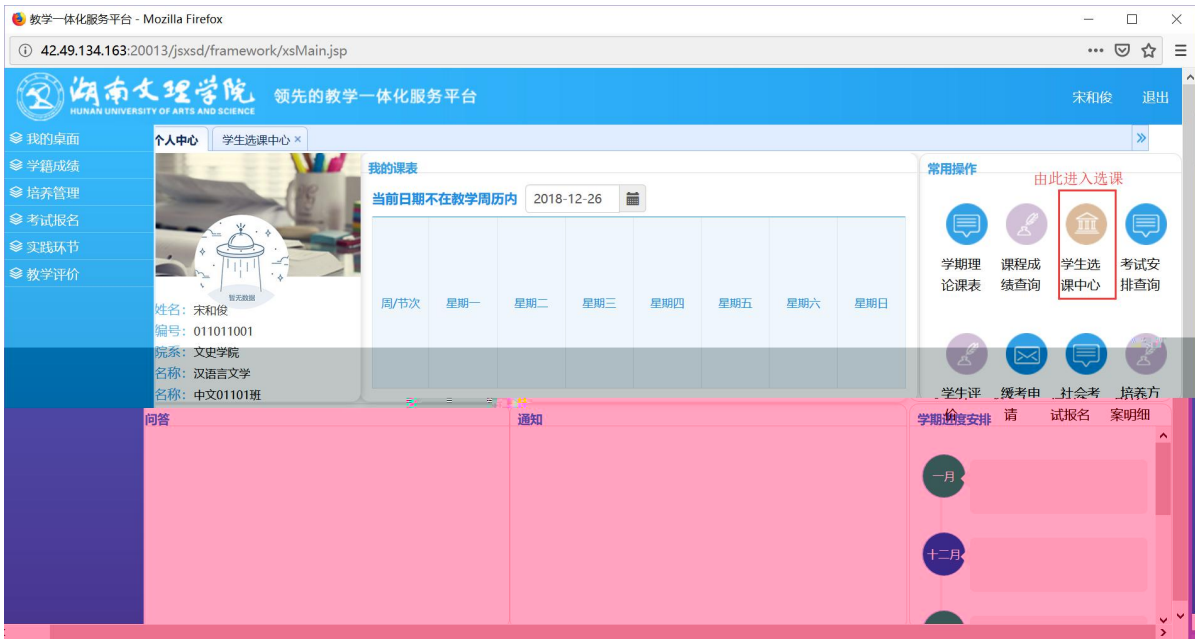 教学一体化服务平台 - Mozilla Firefox
42.49.134.163:20013/jsxsd/framework/xsMain.jsp
湖南文理学院
HUNAN UNIVERSITY OF ARTS AND SCIENCE
领先的教学一体化服务平台
宋和俊 退出
我的桌面
学籍成绩
培养管理
考试报名
实践环节
教学评价
个人中心 学生选课中心 ×
暂无数据
姓名：宋和俊
编号：011011001
院系：文史学院
名称：汉语言文学
名称：中文01101班
我的课表
当前日期不在教学周历内 2018-12-26
周/节次 星期一 星期二 星期三 星期四 星期五 星期六 星期日
常用操作
由此进入选课
学期理论课表
课程成绩查询
学生选课中心
考试安排查询
学生评价
缓考申请
社会考试报名
培养方案明细
问答
通知
学期进度安排
一月
十二月